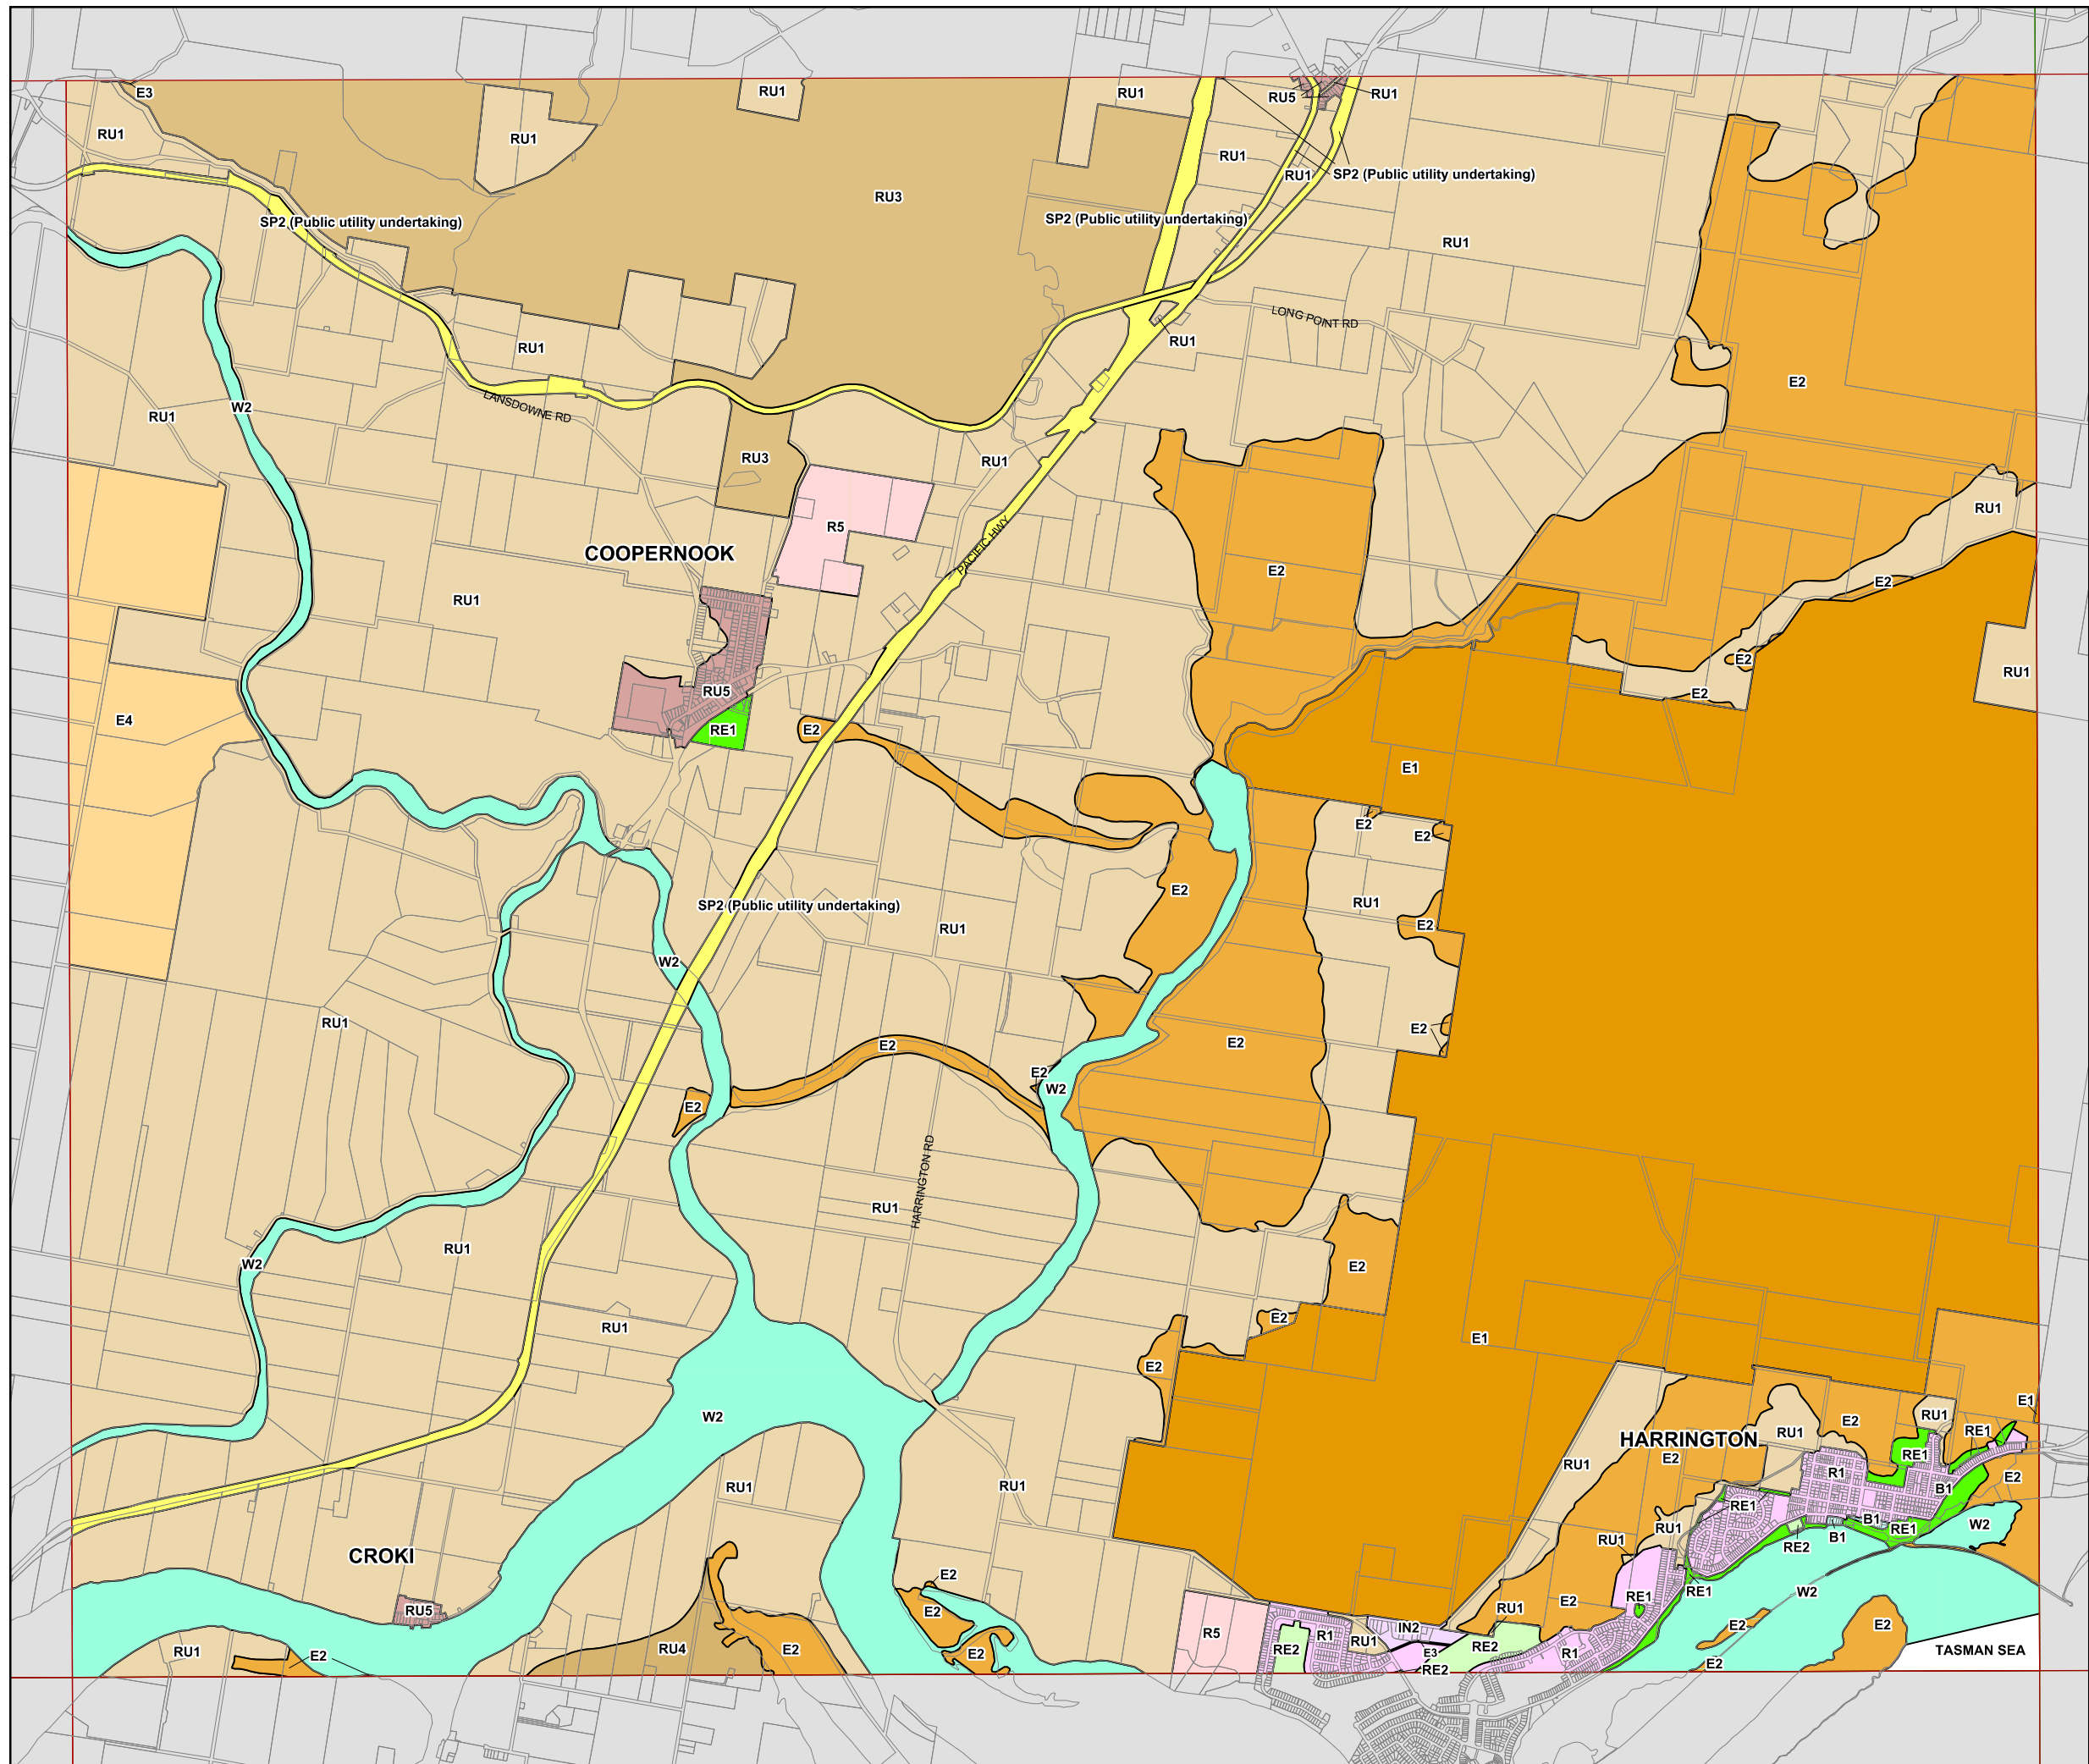 E3
RU1
RU1
RU1
RU1
RU5
RU1
RU1
RU1
SP2 (Public utility undertaking)
RU3
SP2 (Public utility undertaking)
SP2 (Public utility undertaking)
RU1
LONG POINT RD
RU1
RU1
E2
LANSDOWNE RD
W2
RU1
RU3
RU1
RU1
R5
PACIFIC HWY
COOPERNOOK
E2
E2
RU1
E2
RU1
E2
RU5
E4
RE1
E2
E1
E2
E2
E2
RU1
SP2 (Public utility undertaking)
E2
RU1
W2
RU1
E2
E2
E2
E2
W2
E2
HARRINGTON RD
RU1
RU1
W2
E2
E2
RU1
E1
E2
E1
W2
RU1
E2
RE1
RU1
HARRINGTON
E2
RE1
RU1
R1
E2
RU1
RU1
B1
RE1
B1
RE1
W2
RU1
B1
RU1
RE2
CROKI
E2
RE1
W2
RE1
E2
RU1
E2
RU5
E2
E2
IN2
R5
R1
RU1
RE2
RU1
E2
RU4
E2
E2
RE2
E3
R1
TASMAN SEA
RE2
E2